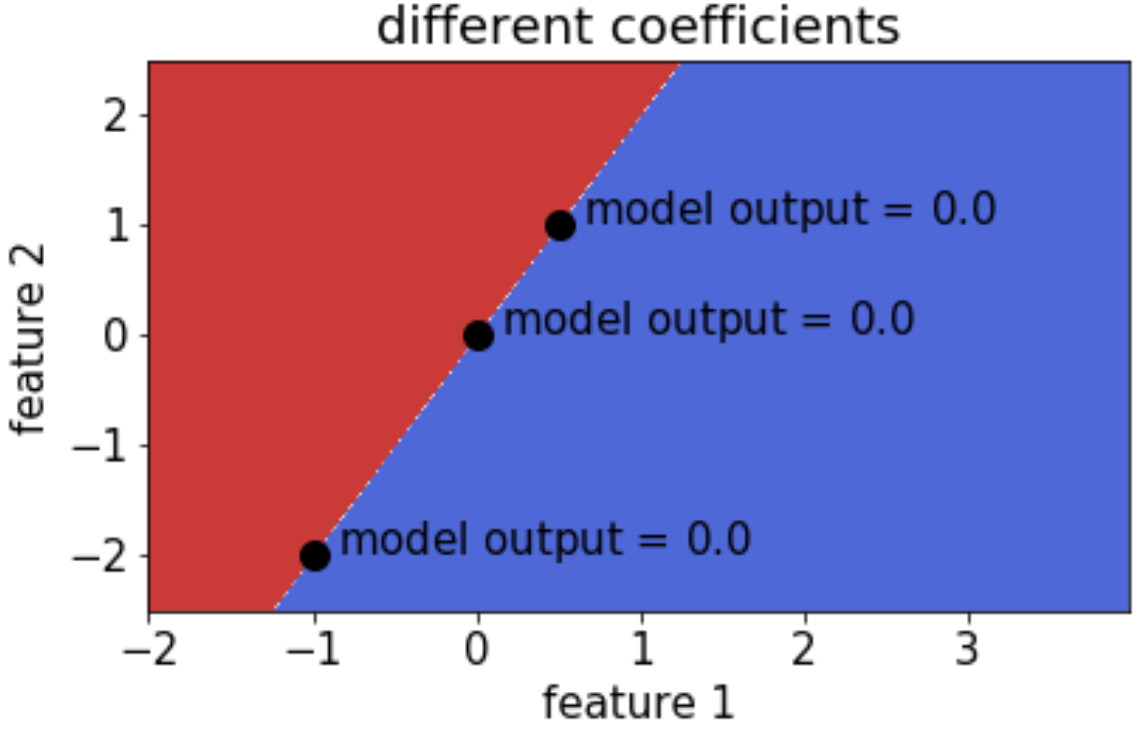 different coefficients
2
1
0
−1
−2
feature 2
model output = 0.0
model output = 0.0
model output = 0.0
−2 −1 0 1 2 3
feature 1